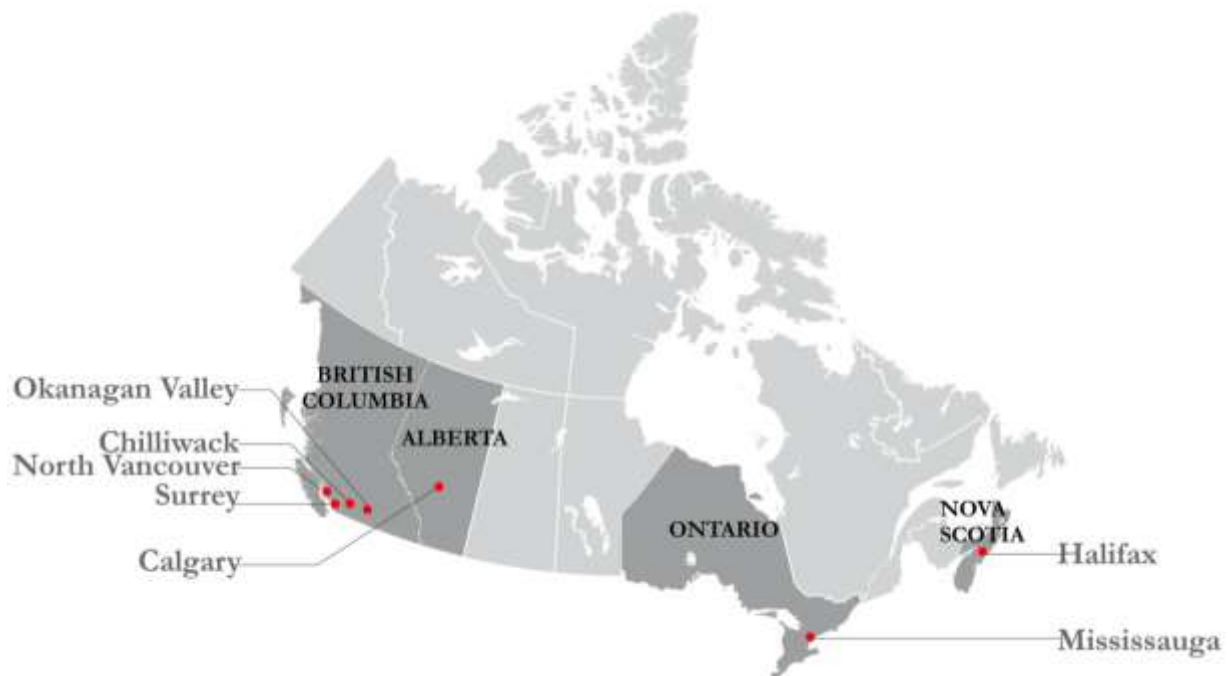 BRITISH
COLUMBIA
Okanagan Valley
ALBERTA
Chilliwack
North Vancouver
Surrey
Calgary
ONTARIO
NOVA
SCOTIA
Halifax
Mississauga